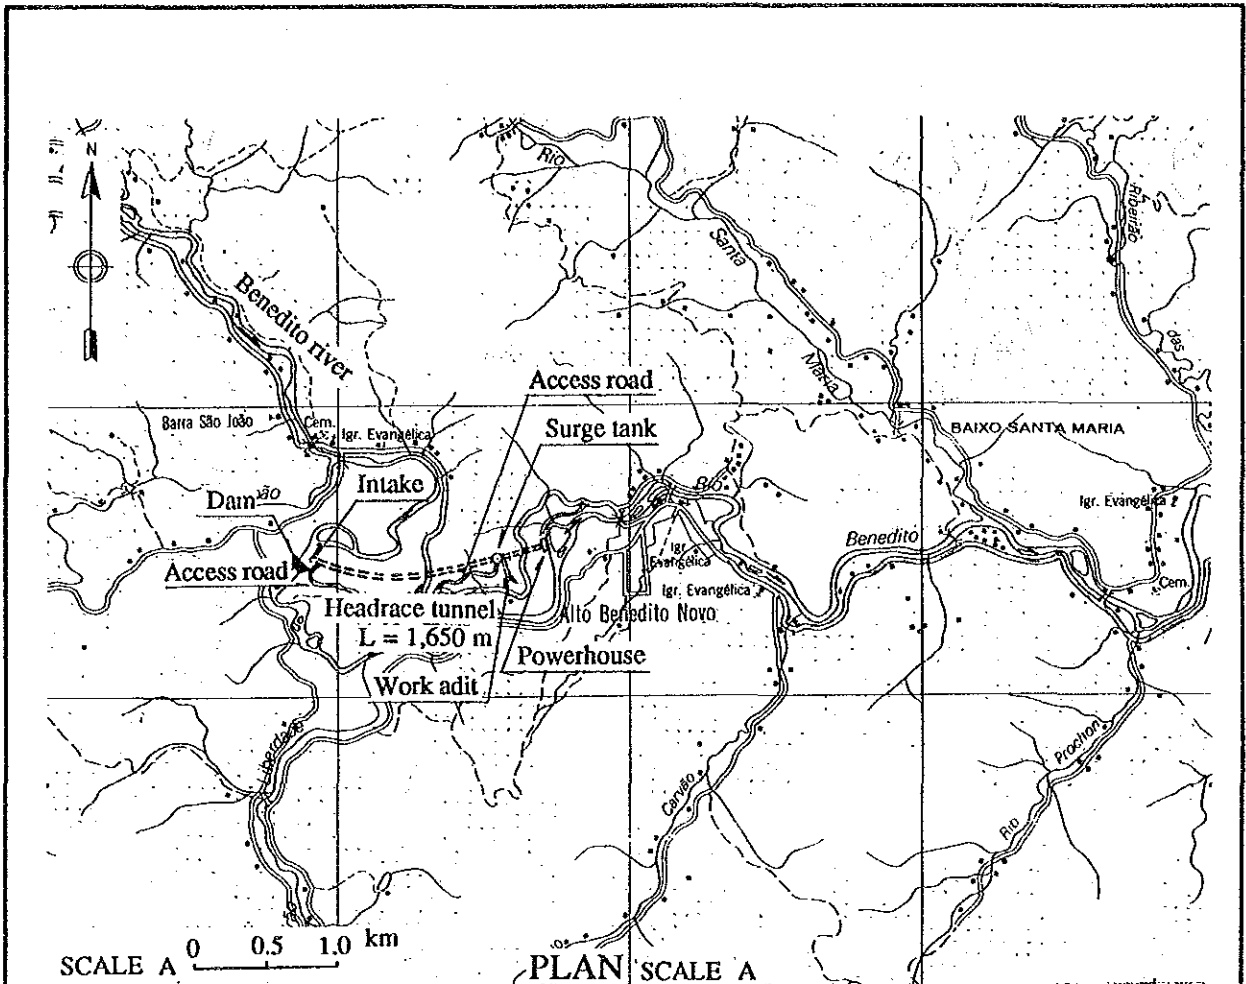 N
Rio
Ribeirão
Santa
das
Benedito river
Maria
Access road
Barra São João
Cem.
Igr. Evangélica
Surge tank
BAIXO SANTA MARIA
Intake
Rio
Dam
ão
Igr. Evangélica
Benedito
Igr.
Evangélica
Access road
Igr. Evangélica
Cem.
Headrace tunnel
L = 1,650 m
Alto Benedito Novo
Powerhouse
Work adit
Liberdade
Carvão
Prochon
Rio
SCALE A
0 0.5 1.0 km
PLAN SCALE A